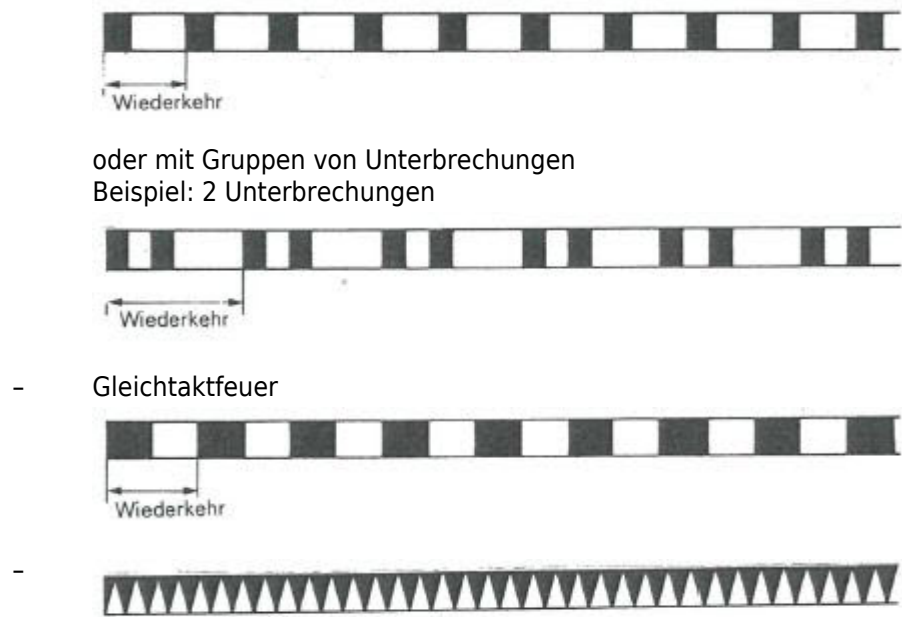 Wiederkehr
oder mit Gruppen von Unterbrechungen
Beispiel: 2 Unterbrechungen
Wiederkehr
– Gleichtaktfeuer
Wiederkehr
–